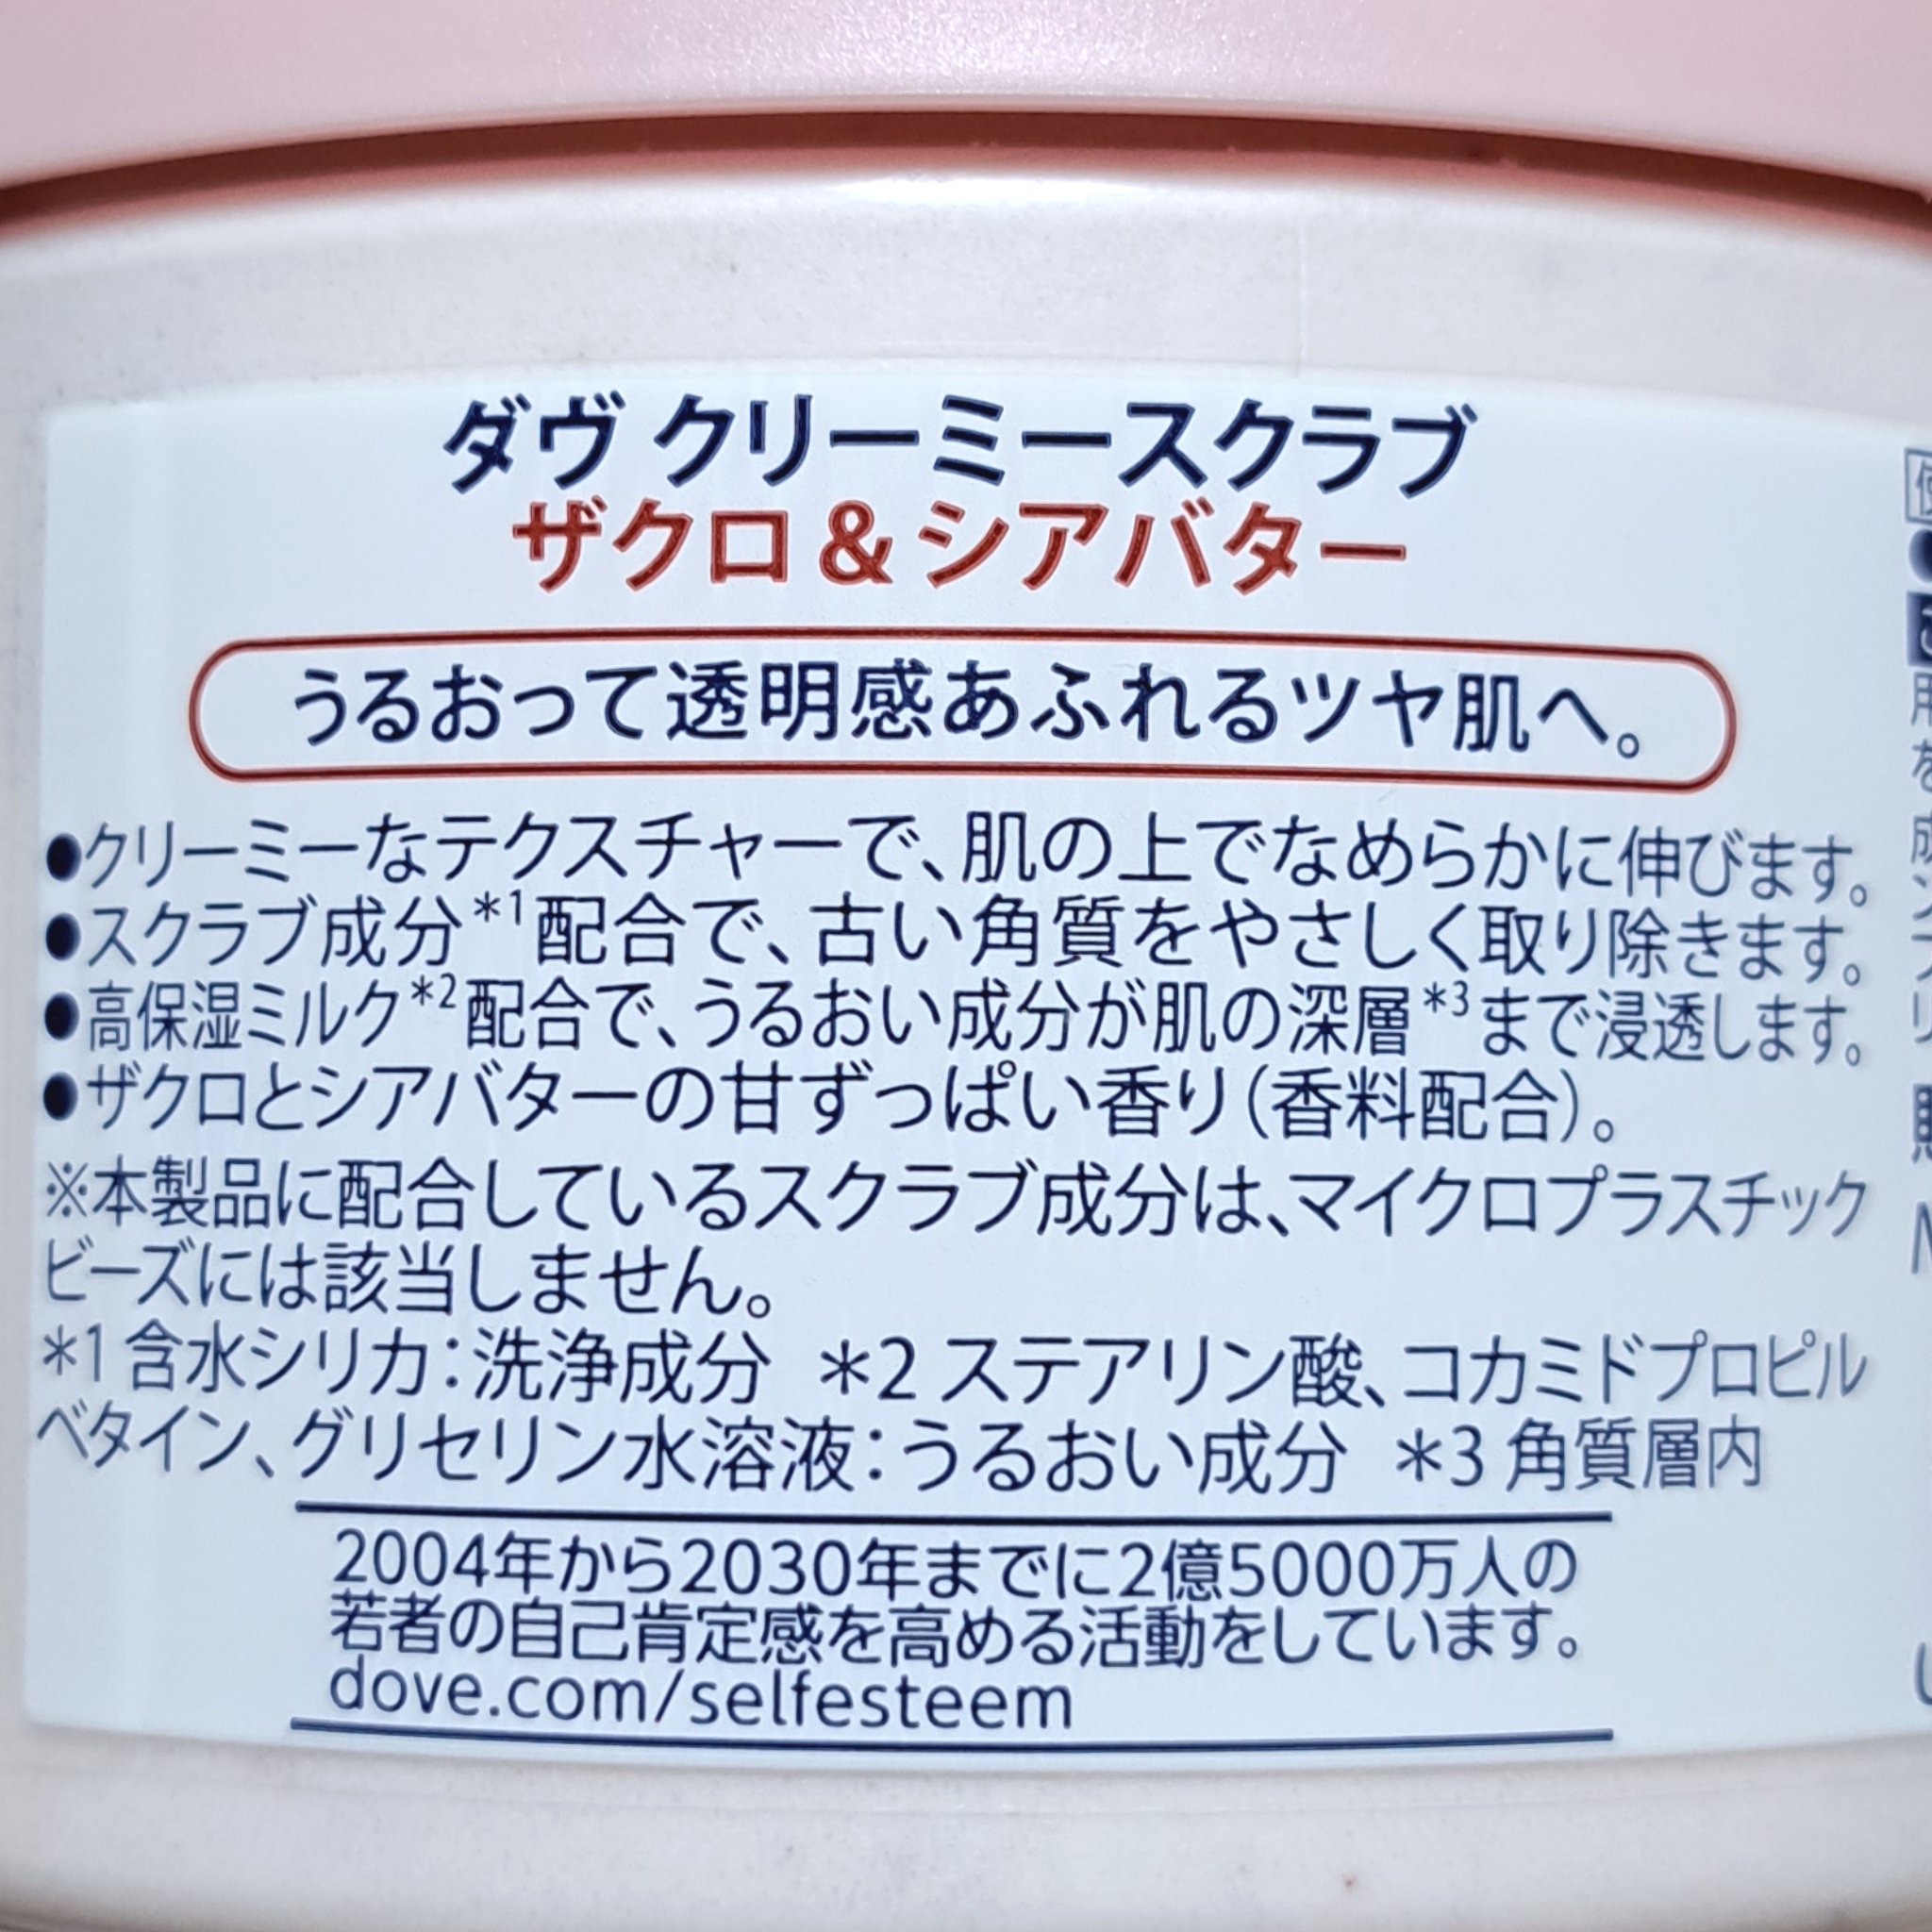 ダヴ クリーミースクラブ
ザクロ&シアバター
うるおって透明感あふれるツヤ肌へ。
●クリーミーなテクスチャーで、肌の上でなめらかに伸びます。
●スクラブ成分*1配合で、古い角質をやさしく取り除きます。
●高保湿ミルク*2配合で、うるおい成分が肌の深層*3まで浸透します。
●ザクロとシアバターの甘ずっぱい香り(香料配合)。
※本製品に配合しているスクラブ成分は、マイクロプラスチック
ビーズには該当しません。
*1 含水シリカ:洗浄成分 *2 ステアリン酸、コカミドプロピル
ベタイン、グリセリン水溶液:うるおい成分 *3 角質層内
2004年から2030年までに2億5000万人の
若者の自己肯定感を高める活動をしています。
dove.com/selfesteem